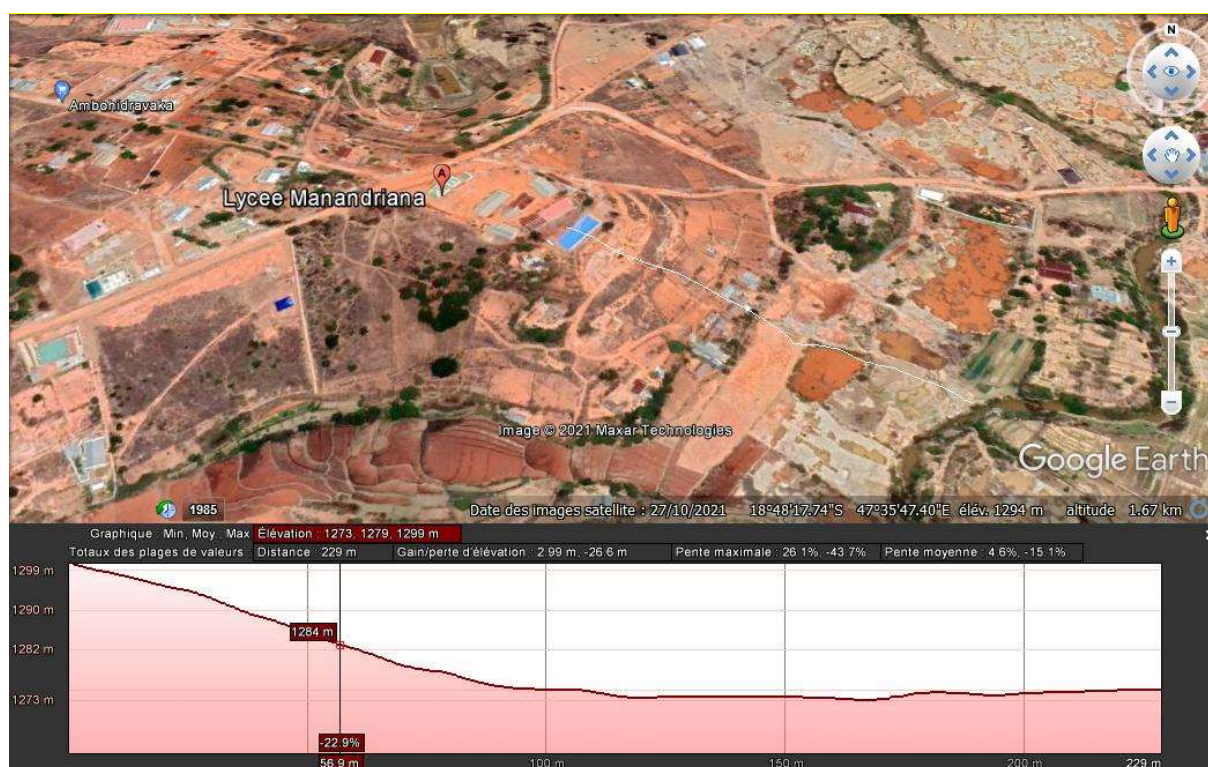 N
Ambohidravaka
A
Lycee Manandriana
Image © 2021 Maxar Technologies
Google Earth
1985
Date des images satellite : 27/10/2021 18°48'17.74"S 47°35'47.40"E élév. 1294 m altitude 1.67 km
Graphique : Min, Moy, Max Élévation : 1273, 1279, 1299 m
Totaux des plages de valeurs : Distance : 229 m Gain/perte d'élévation : 2.99 m, -26.6 m Pente maximale : 26.1%, -43.7% Pente moyenne : 4.6%, -15.1%
1299 m
1290 m
1284 m
1282 m
1273 m
-22.9%
56.9 m 100 m 150 m 200 m 229 m